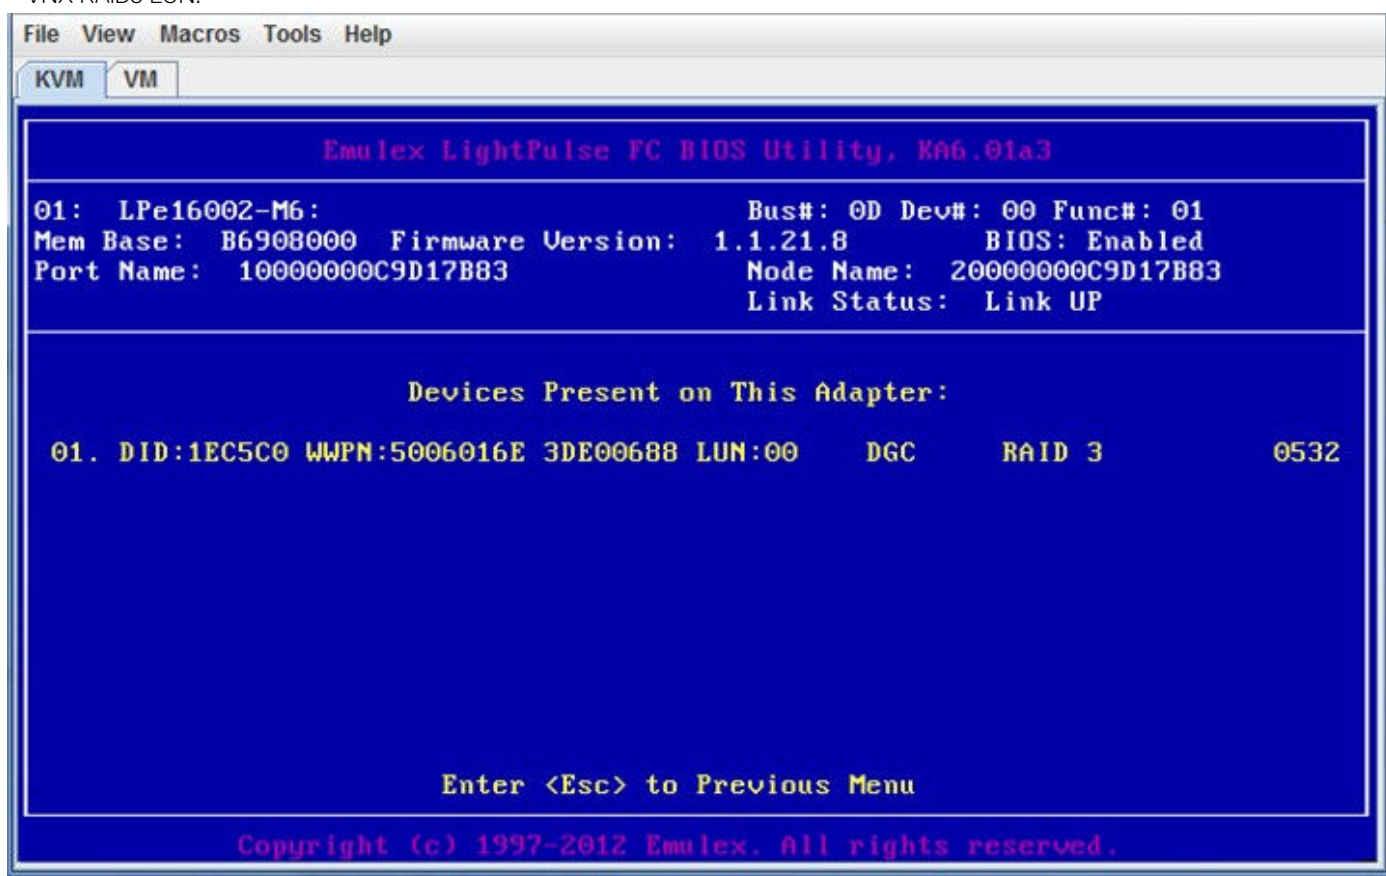 File View Macros Tools Help
KVM VM
Emulex LightPulse FC BIOS Utility, KA6.01a3
01: LPe16002-M6: Bus#: 0D Dev#: 00 Func#: 01
Mem Base: B6908000 Firmware Version: 1.1.21.8 BIOS: Enabled
Port Name: 10000000C9D17B83 Node Name: 20000000C9D17B83
Link Status: Link UP
Devices Present on This Adapter:
01. DID:1EC5C0 WWPN:5006016E 3DE00688 LUN:00 DGC RAID 3 0532
Enter <Esc> to Previous Menu
Copyright (c) 1997-2012 Emulex. All rights reserved.